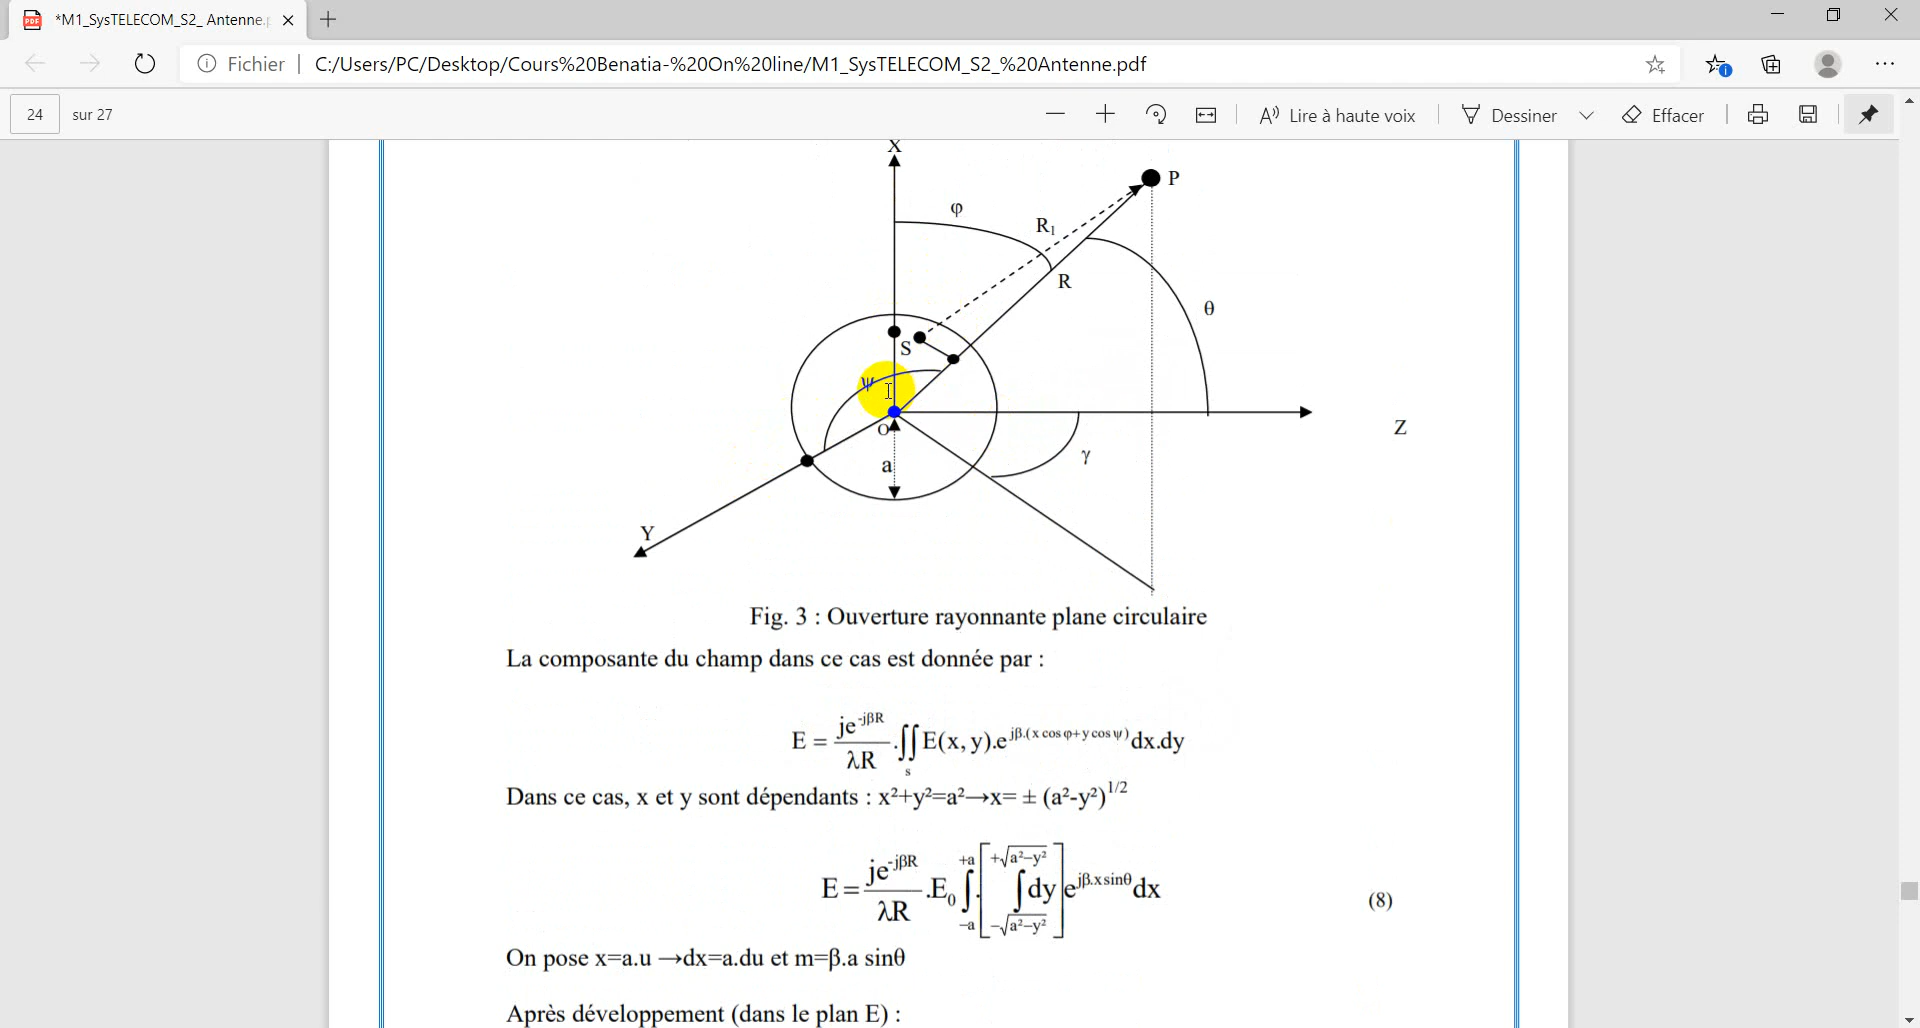 *M1_SysTELECOM_S2_ Antenne.p
Fichier | C:/Users/PC/Desktop/Cours%20Benatia-%20On%20line/M1_SysTELECOM_S2_%20Antenne.pdf
24 sur 27 Lire à haute voix Dessiner Effacer
X
P
φ
R₁
R
θ
S
ψ
O
Z
a
γ
Y
Fig. 3 : Ouverture rayonnante plane circulaire
La composante du champ dans ce cas est donnée par :
E = je^-jβR / λR . ∬s E(x, y).e^jβ.(x cos φ+y cos ψ) dx.dy
Dans ce cas, x et y sont dépendants : x²+y²=a²→x= ± (a²-y²)^1/2
E = je^-jβR / λR .E₀ ∫-a+a .[ ∫-√a²−y²+√a²−y² dy ] e^jβ.x sinθ dx (8)
On pose x=a.u →dx=a.du et m=β.a sinθ
Après développement (dans le plan E) :